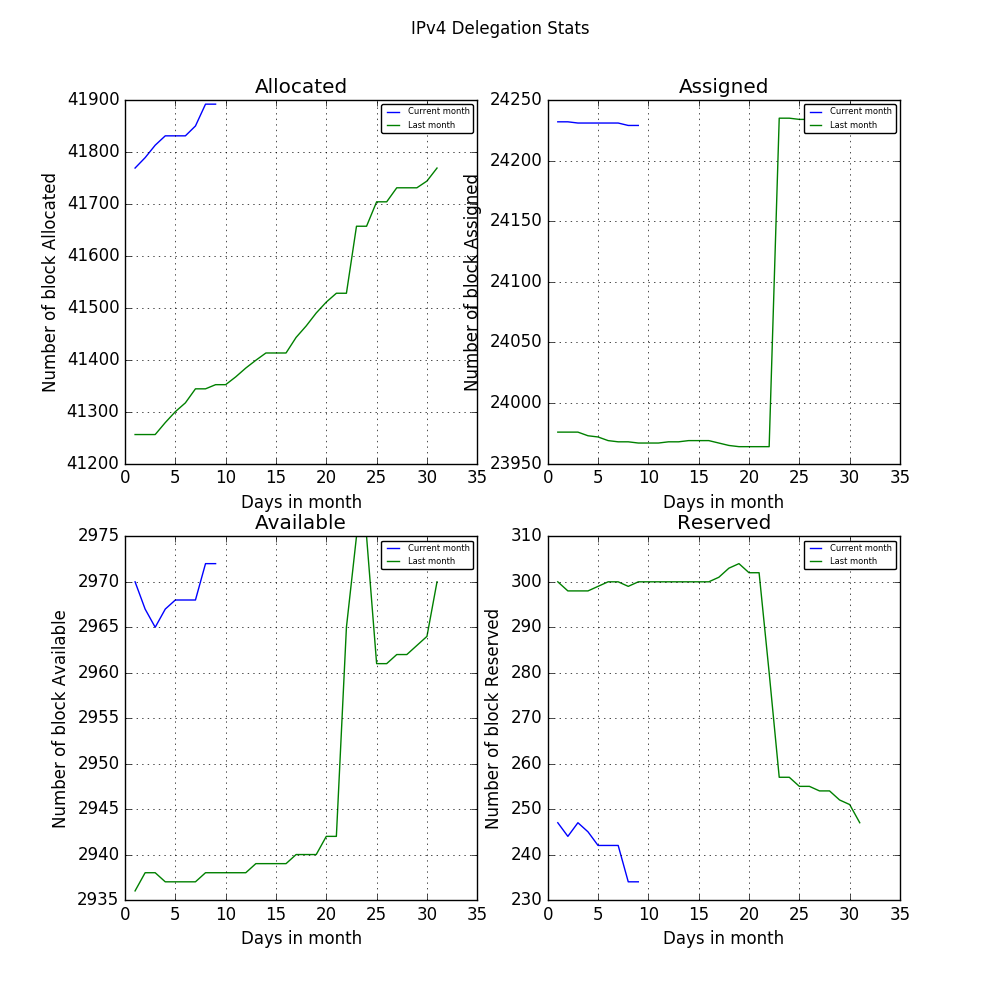 IPv4 Delegation Stats
Allocated
Number of block Allocated
41900
41800
41700
41600
41500
41400
41300
41200
0 5 10 15 20 25 30 35
Days in month
Current month
Last month
Assigned
Number of block Assigned
24250
24200
24150
24100
24050
24000
23950
0 5 10 15 20 25 30 35
Days in month
Current month
Last month
Available
Number of block Available
2975
2970
2965
2960
2955
2950
2945
2940
2935
0 5 10 15 20 25 30 35
Days in month
Current month
Last month
Reserved
Number of block Reserved
310
300
290
280
270
260
250
240
230
0 5 10 15 20 25 30 35
Days in month
Current month
Last month